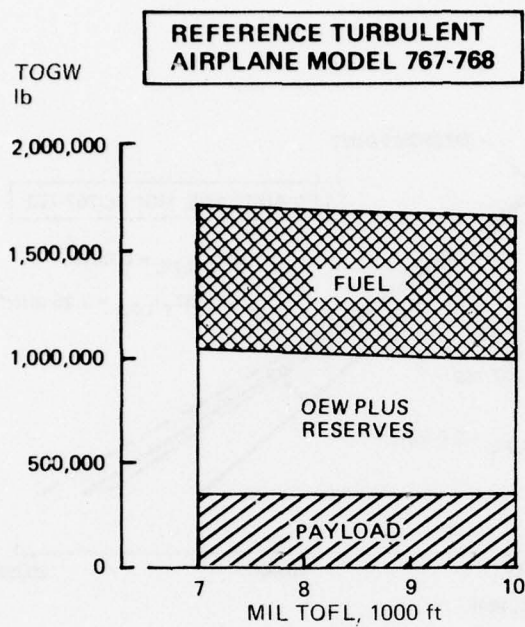 REFERENCE TURBULENT
AIRPLANE MODEL 767-768
TOGW
lb
2,000,000
1,500,000
FUEL
1,000,000
OEW PLUS
RESERVES
500,000
PAYLOAD
0
7 8 9 10
MIL TOFL, 1000 ft